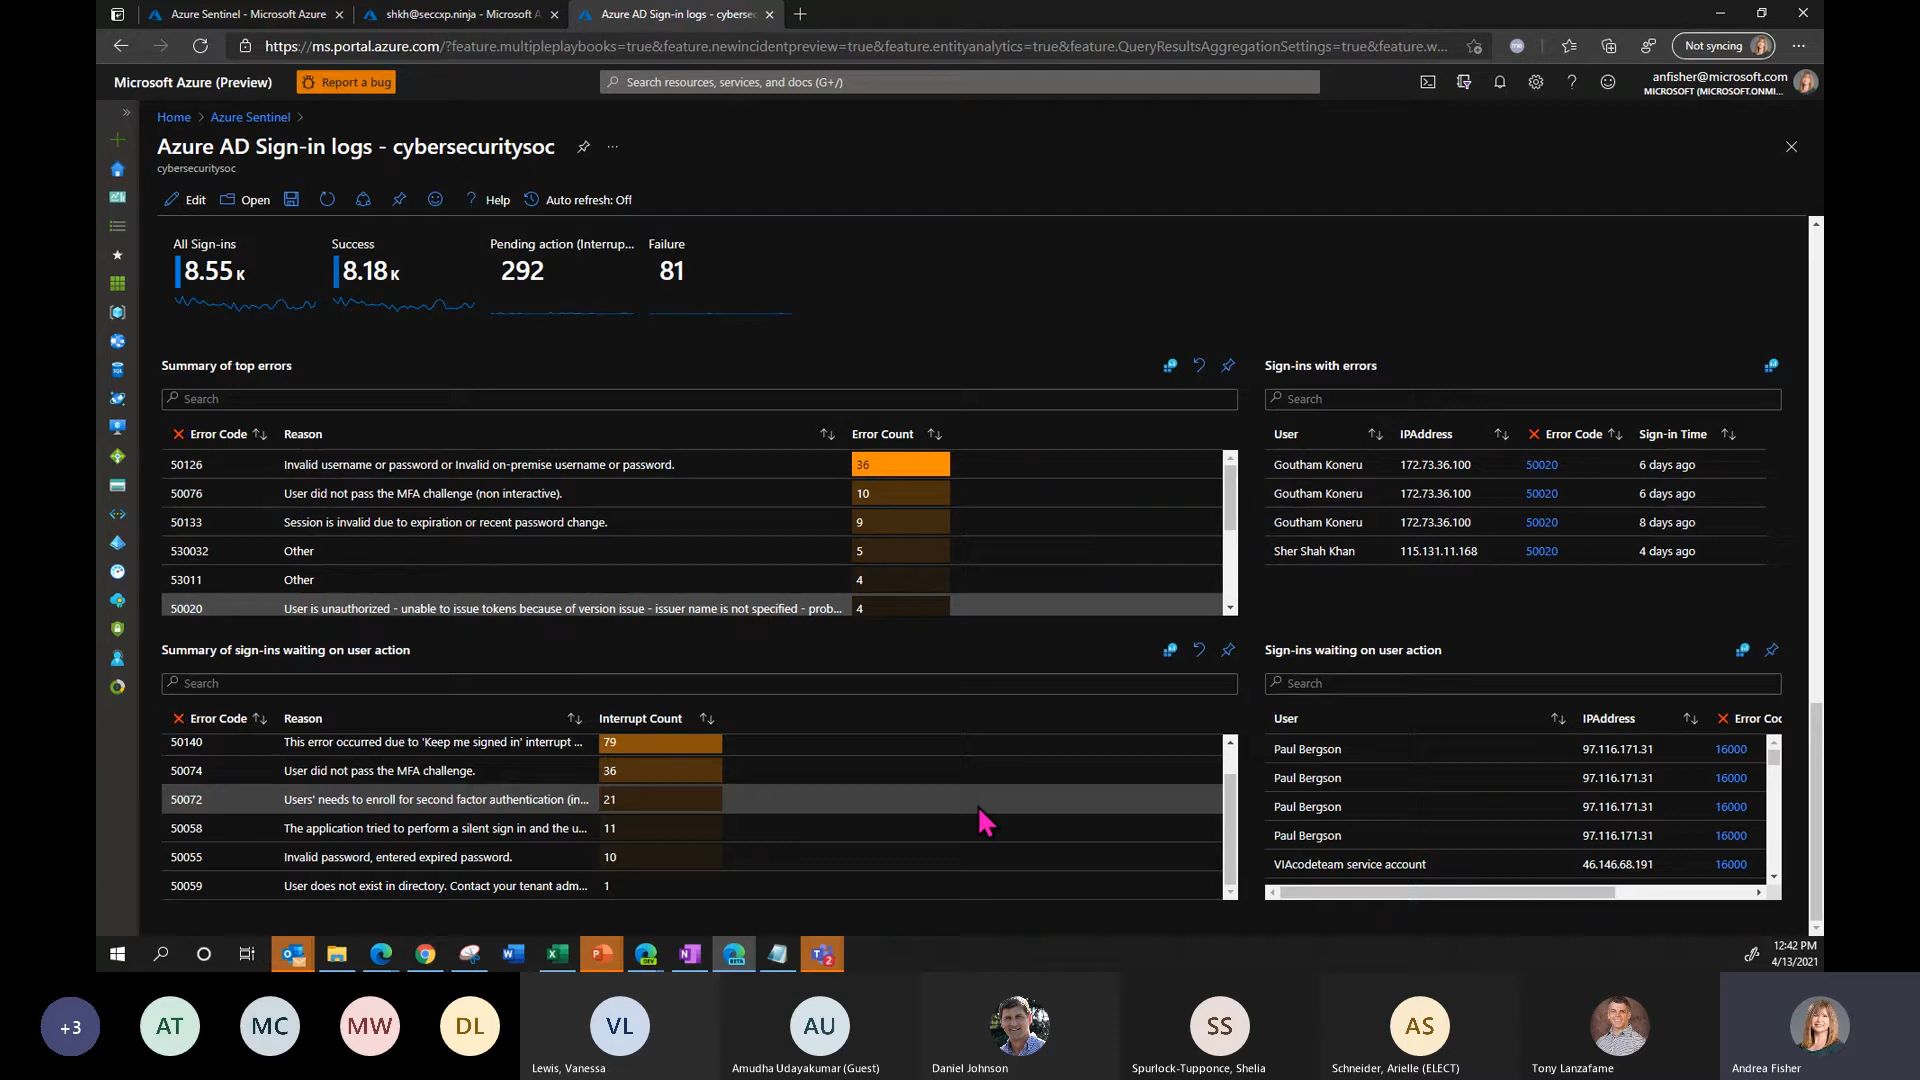 Azure Sentinel - Microsoft Azure
shkh@seccxp.ninja - Microsoft A
Azure AD Sign-in logs - cybersec
https://ms.portal.azure.com/?feature.multipleplaybooks=true&feature.newincidentpreview=true&feature.entityanalytics=true&feature.QueryResultsAggregationSettings=true&feature.w...
Not syncing
Microsoft Azure (Preview)
Report a bug
Search resources, services, and docs (G+/)
anfisher@microsoft.com
MICROSOFT (MICROSOFT.ONMI...
Home > Azure Sentinel >
Azure AD Sign-in logs - cybersecuritysoc
cybersecuritysoc
Edit Open Help Auto refresh: Off
All Sign-ins Success Pending action (Interrup... Failure
8.55 K 8.18 K 292 81
Summary of top errors
Search
Error Code Reason Error Count
50126 Invalid username or password or Invalid on-premise username or password. 36
50076 User did not pass the MFA challenge (non interactive). 10
50133 Session is invalid due to expiration or recent password change. 9
530032 Other 5
53011 Other 4
50020 User is unauthorized - unable to issue tokens because of version issue - issuer name is not specified - prob... 4
Sign-ins with errors
Search
User IPAddress Error Code Sign-in Time
Goutham Koneru 172.73.36.100 50020 6 days ago
Goutham Koneru 172.73.36.100 50020 6 days ago
Goutham Koneru 172.73.36.100 50020 8 days ago
Sher Shah Khan 115.131.11.168 50020 4 days ago
Summary of sign-ins waiting on user action
Search
Error Code Reason Interrupt Count
50140 This error occurred due to 'Keep me signed in' interrupt ... 79
50074 User did not pass the MFA challenge. 36
50072 Users' needs to enroll for second factor authentication (in... 21
50058 The application tried to perform a silent sign in and the u... 11
50055 Invalid password, entered expired password. 10
50059 User does not exist in directory. Contact your tenant adm... 1
Sign-ins waiting on user action
Search
User IPAddress Error Coc
Paul Bergson 97.116.171.31 16000
Paul Bergson 97.116.171.31 16000
Paul Bergson 97.116.171.31 16000
Paul Bergson 97.116.171.31 16000
VIAcodeteam service account 46.146.68.191 16000
12:42 PM
4/13/2021
+3 AT MC MW DL VL AU SS AS
Lewis, Vanessa
Amudha Udayakumar (Guest)
Daniel Johnson
Spurlock-Tupponce, Shelia
Schneider, Arielle (ELECT)
Tony Lanzafame
Andrea Fisher